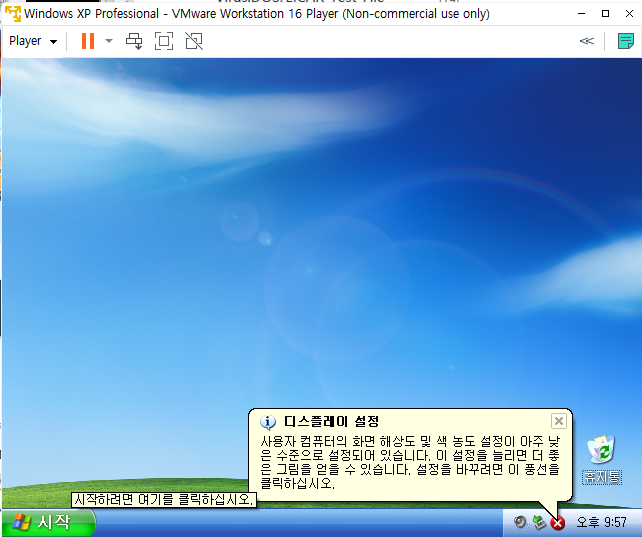 Windows XP Professional - VMware Workstation 16 Player (Non-commercial use only)
Player
디스플레이 설정
사용자 컴퓨터의 화면 해상도 및 색 농도 설정이 아주 낮
은 수준으로 설정되어 있습니다. 이 설정을 늘리면 더 좋
은 그림을 얻을 수 있습니다. 설정을 바꾸려면 이 풍선을
클릭하십시오.
휴지통
시작하려면 여기를 클릭하십시오.
시작
오후 9:57